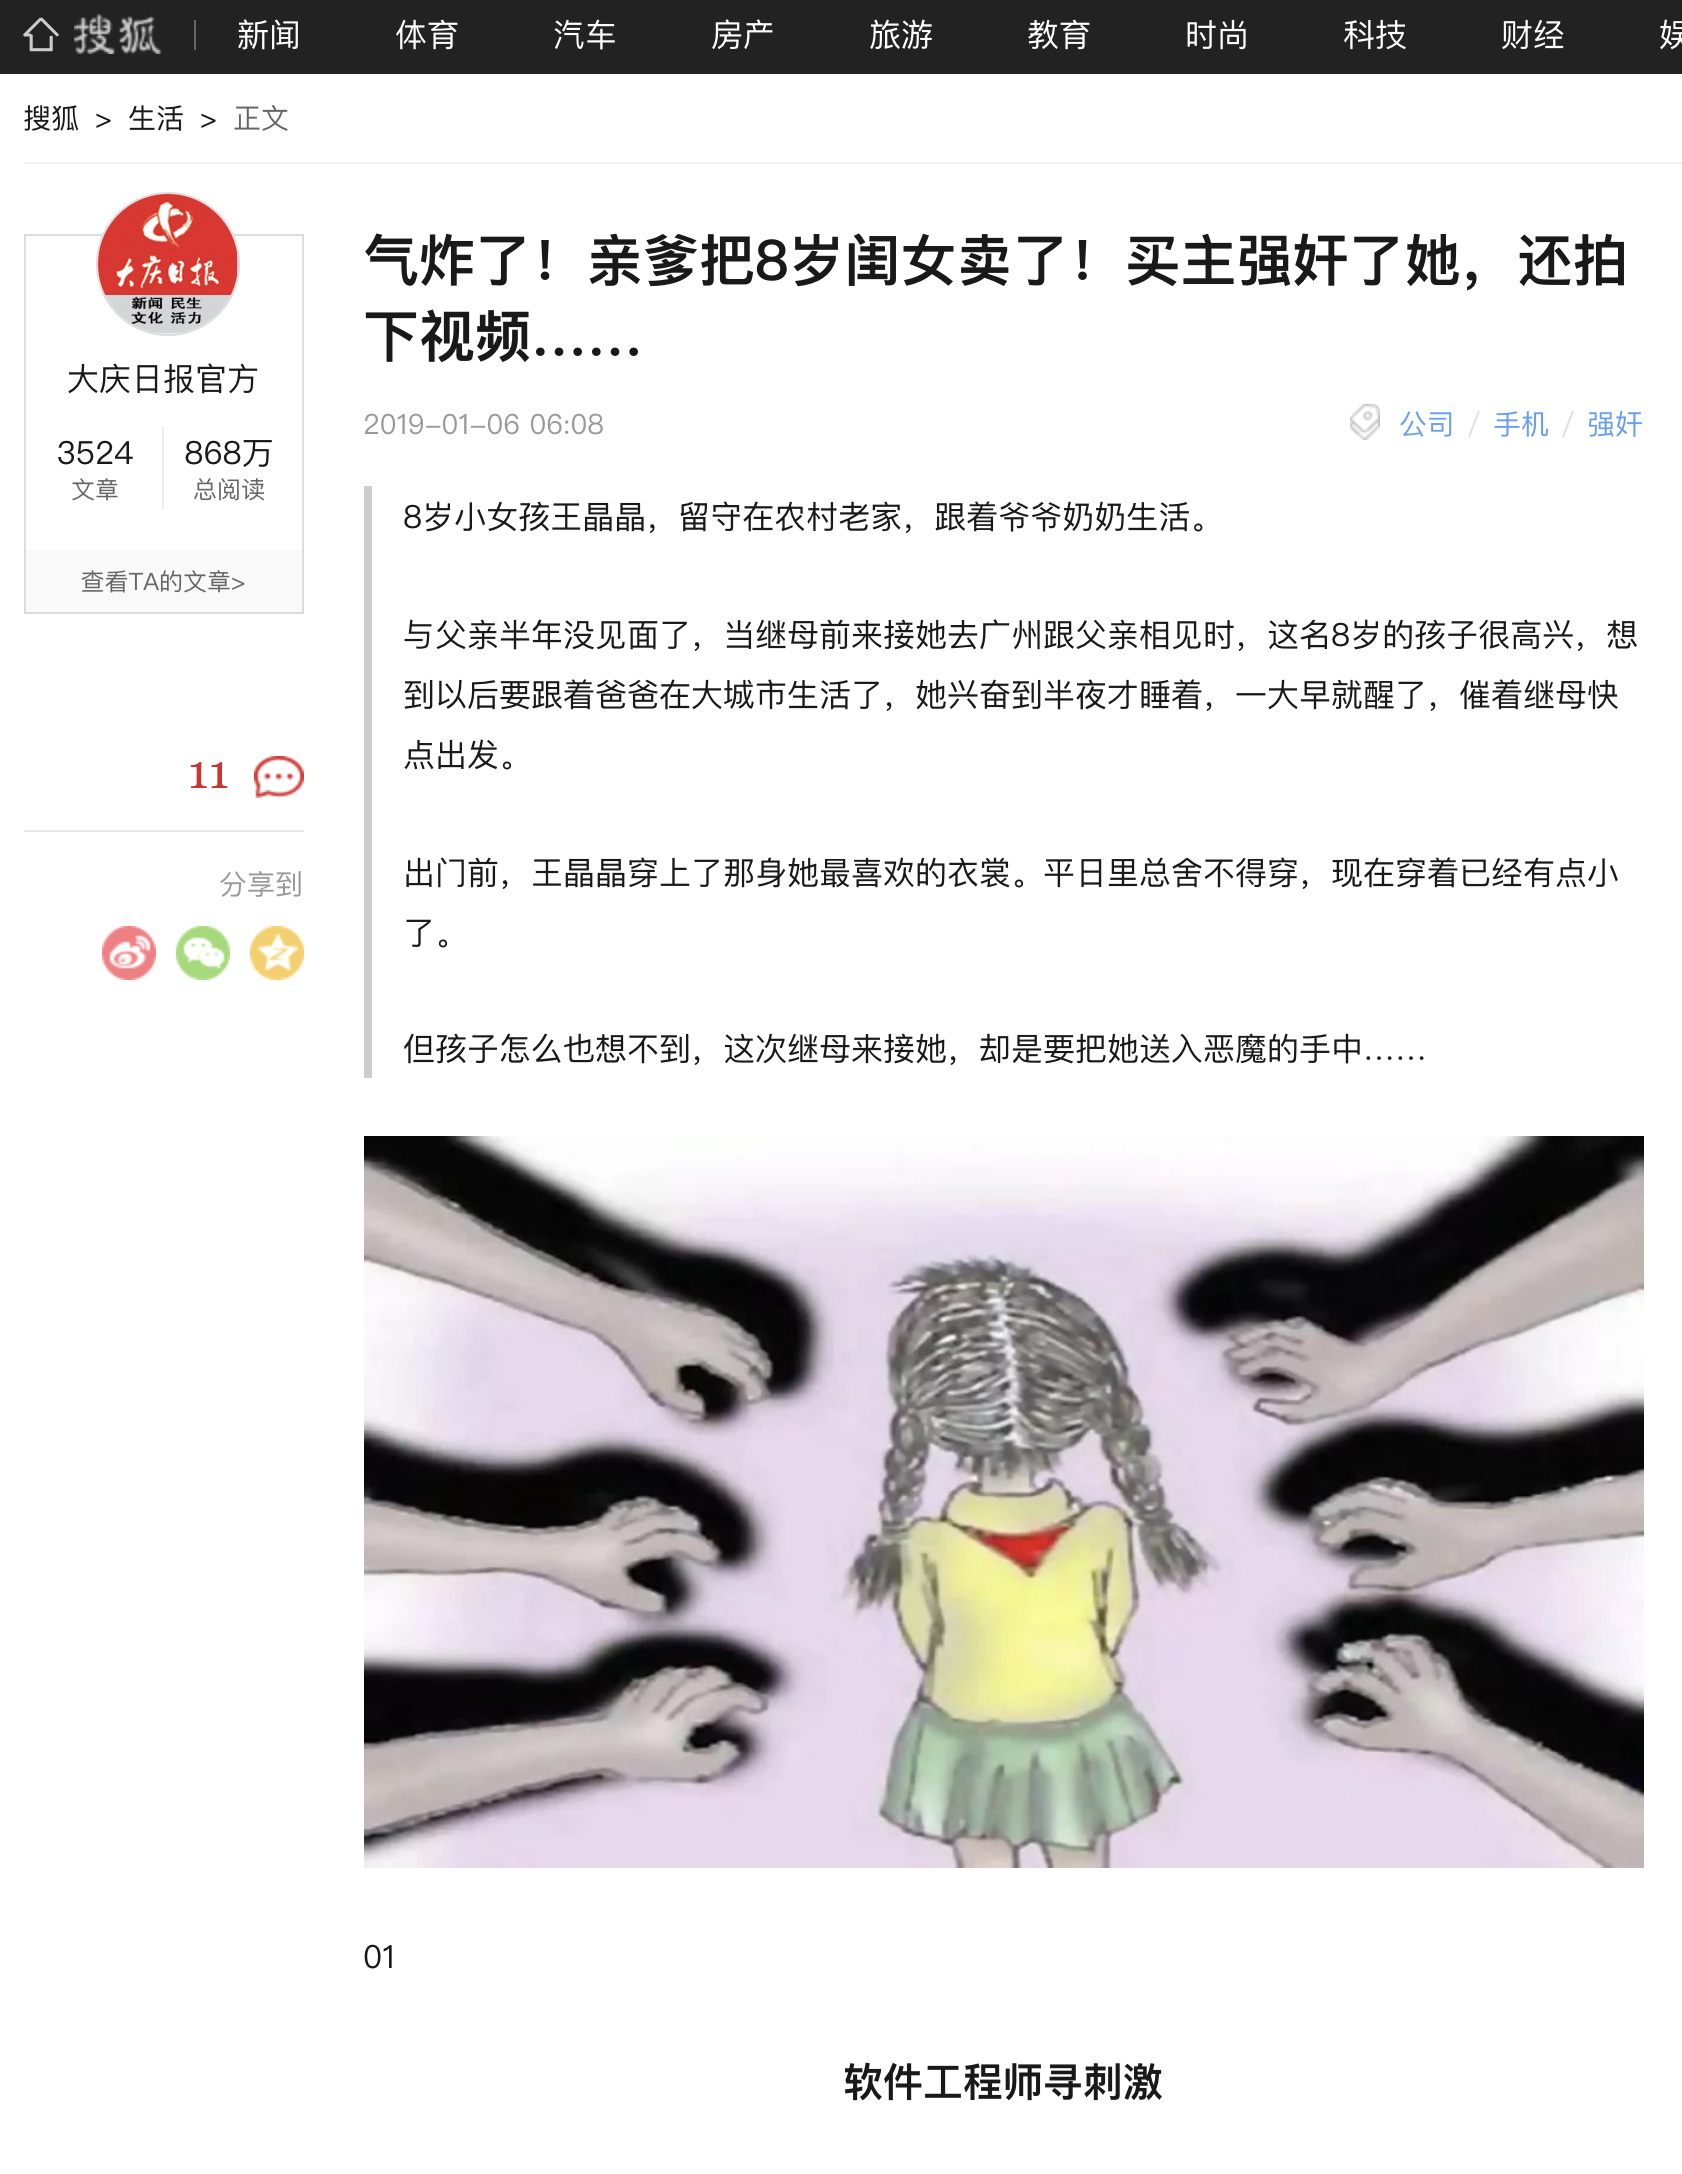 搜狐 新闻 体育 汽车 房产 旅游 教育 时尚 科技 财经
搜狐 > 生活 > 正文
大庆日报
新闻 民生
文化 活力
大庆日报官方
3524 868万
文章 总阅读
查看TA的文章>
11
分享到
气炸了！亲爹把8岁闺女卖了！买主强奸了她，还拍
下视频……
2019-01-06 06:08
公司 / 手机 / 强奸
8岁小女孩王晶晶，留守在农村老家，跟着爷爷奶奶生活。
与父亲半年没见面了，当继母前来接她去广州跟父亲相见时，这名8岁的孩子很高兴，想
到以后要跟着爸爸在大城市生活了，她兴奋到半夜才睡着，一大早就醒了，催着继母快
点出发。
出门前，王晶晶穿上了那身她最喜欢的衣裳。平日里总舍不得穿，现在穿着已经有点小
了。
但孩子怎么也想不到，这次继母来接她，却是要把她送入恶魔的手中……
01
软件工程师寻刺激